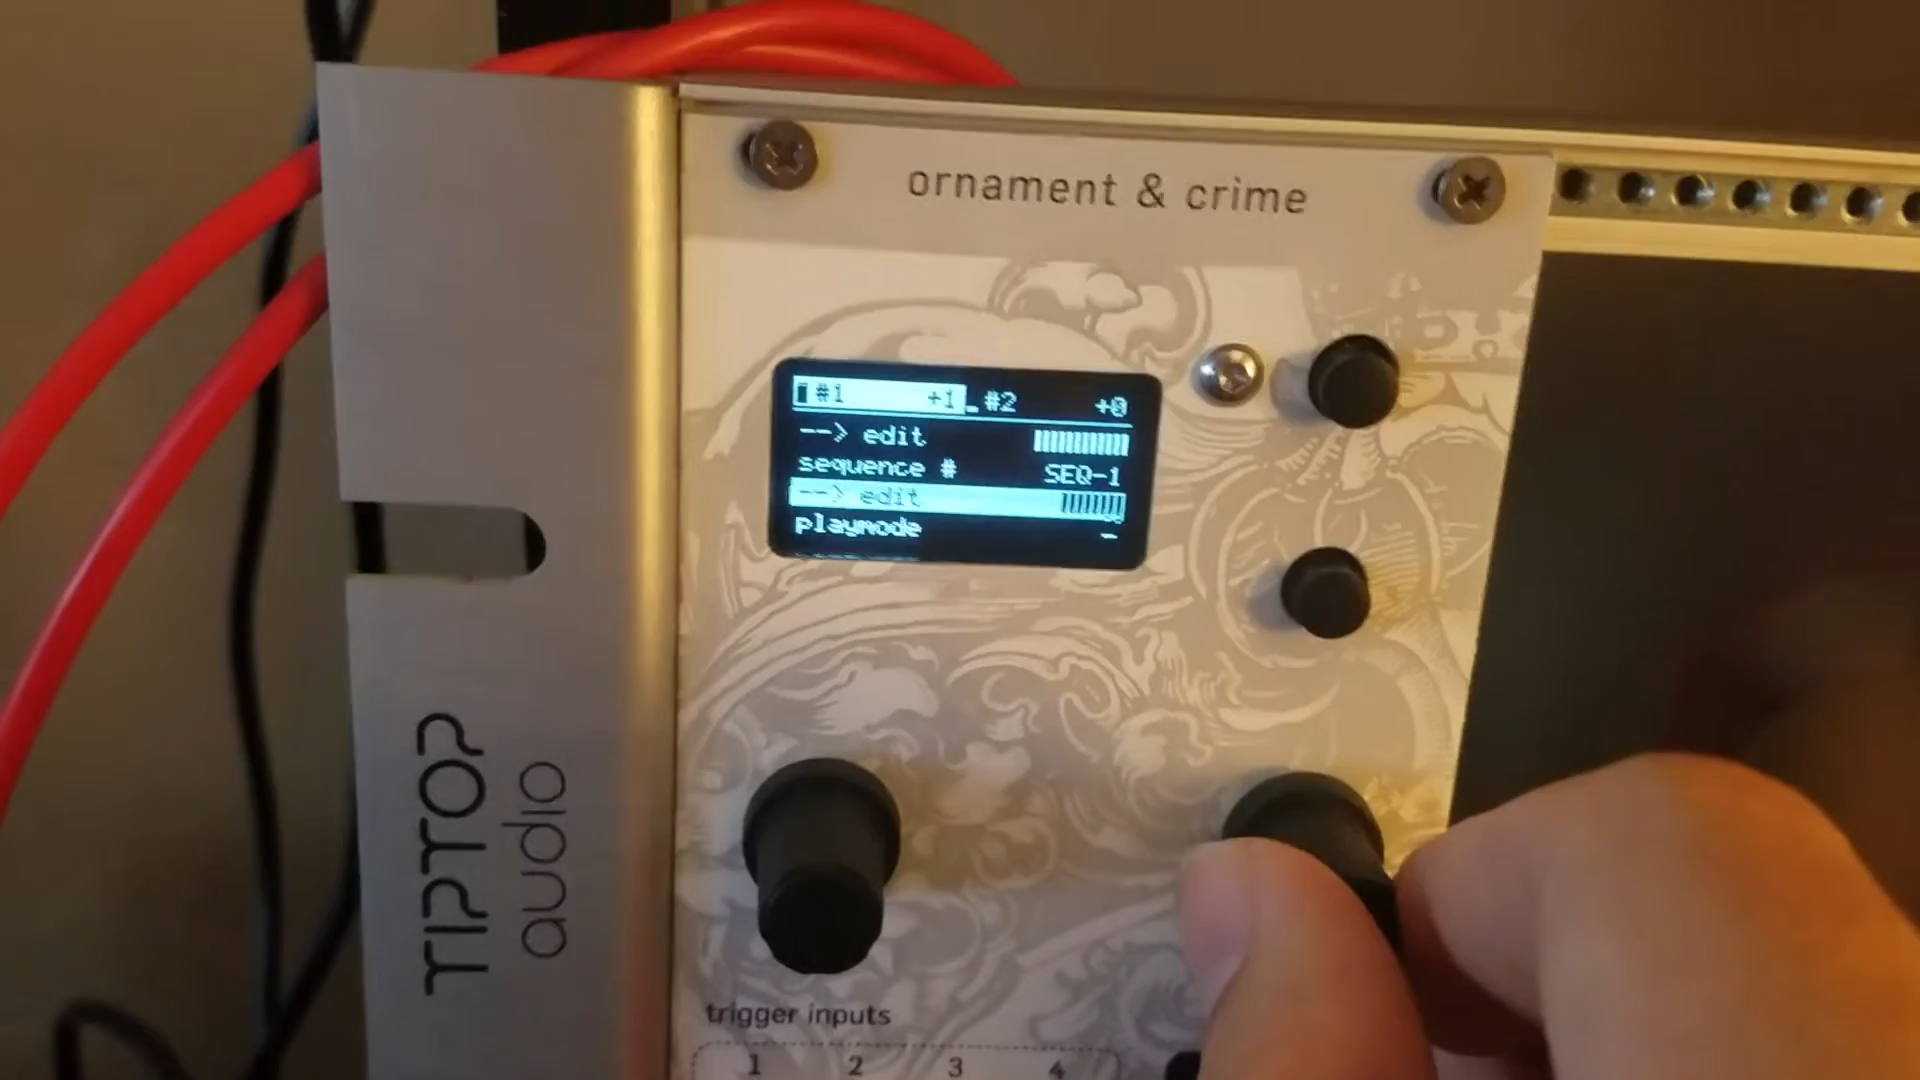 ornament & crime
#1 +1 #2 +0
--> edit
sequence # SEQ-1
--> edit
playmode –
TIPTOP
audio
trigger inputs
1 2 3 4